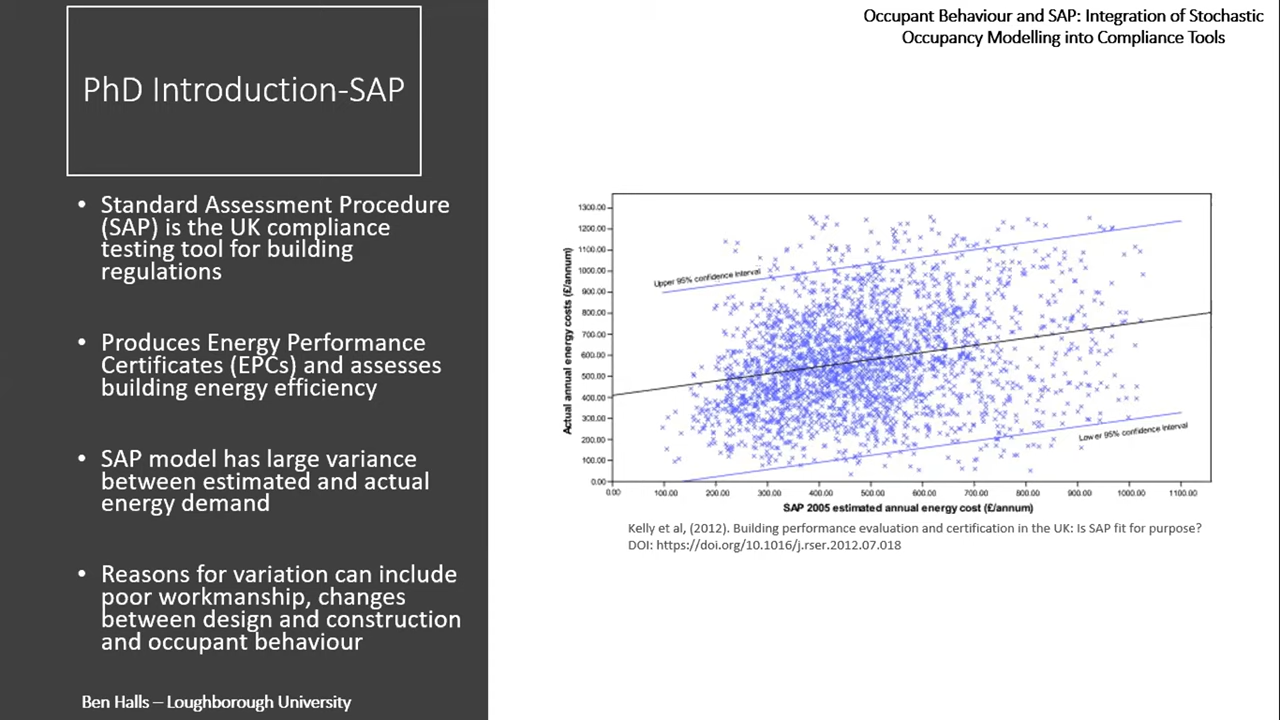 Occupant Behaviour and SAP: Integration of Stochastic
Occupancy Modelling into Compliance Tools
PhD Introduction-SAP
• Standard Assessment Procedure
(SAP) is the UK compliance
testing tool for building
regulations
• Produces Energy Performance
Certificates (EPCs) and assesses
building energy efficiency
• SAP model has large variance
between estimated and actual
energy demand
• Reasons for variation can include
poor workmanship, changes
between design and construction
and occupant behaviour
Ben Halls – Loughborough University
Actual annual energy costs (£/annum)
1300.00
1200.00
1100.00
1000.00
900.00
800.00
700.00
600.00
500.00
400.00
300.00
200.00
100.00
0.00
Upper 95% confidence interval
Lower 95% confidence interval
0.00 100.00 200.00 300.00 400.00 500.00 600.00 700.00 800.00 900.00 1000.00 1100.00
SAP 2005 estimated annual energy cost (£/annum)
Kelly et al, (2012). Building performance evaluation and certification in the UK: Is SAP fit for purpose?
DOI: https://doi.org/10.1016/j.rser.2012.07.018